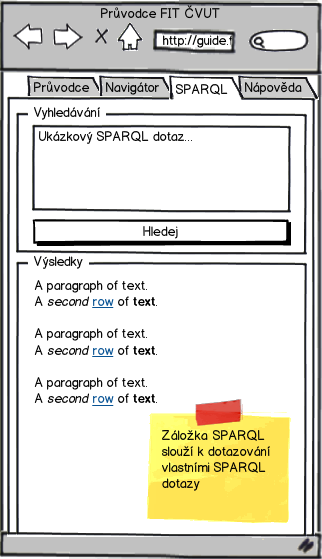 Průvodce FIT ČVUT
http://guide.f
Průvodce Navigátor SPARQL Nápověda
Vyhledávání
Ukázkový SPARQL dotaz...
Hledej
Výsledky
A paragraph of text.
A second row of text.
A paragraph of text.
A second row of text.
A paragraph of text.
A second row of text.
Záložka SPARQL
slouží k dotazování
vlastními SPARQL
dotazy